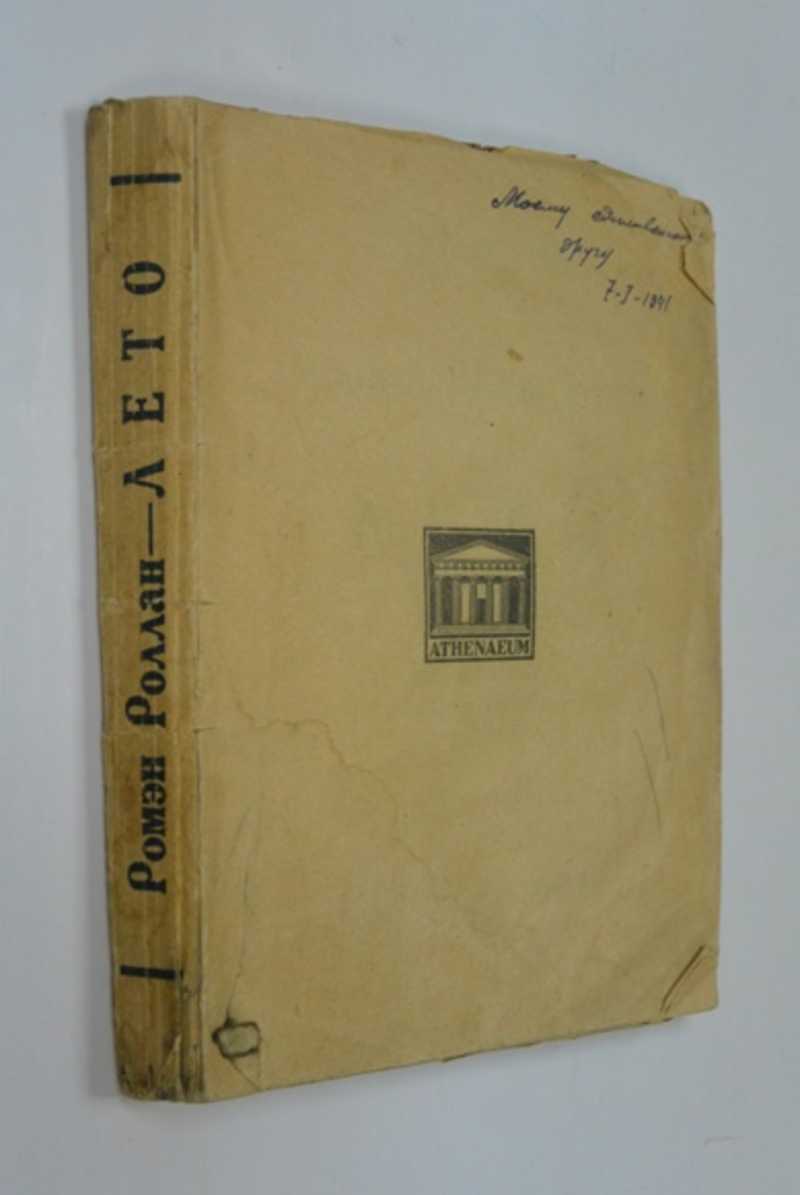 Ромэн Роллан—ЛЕТО
Моему
другу
7-I-1941
ATHENAEUM